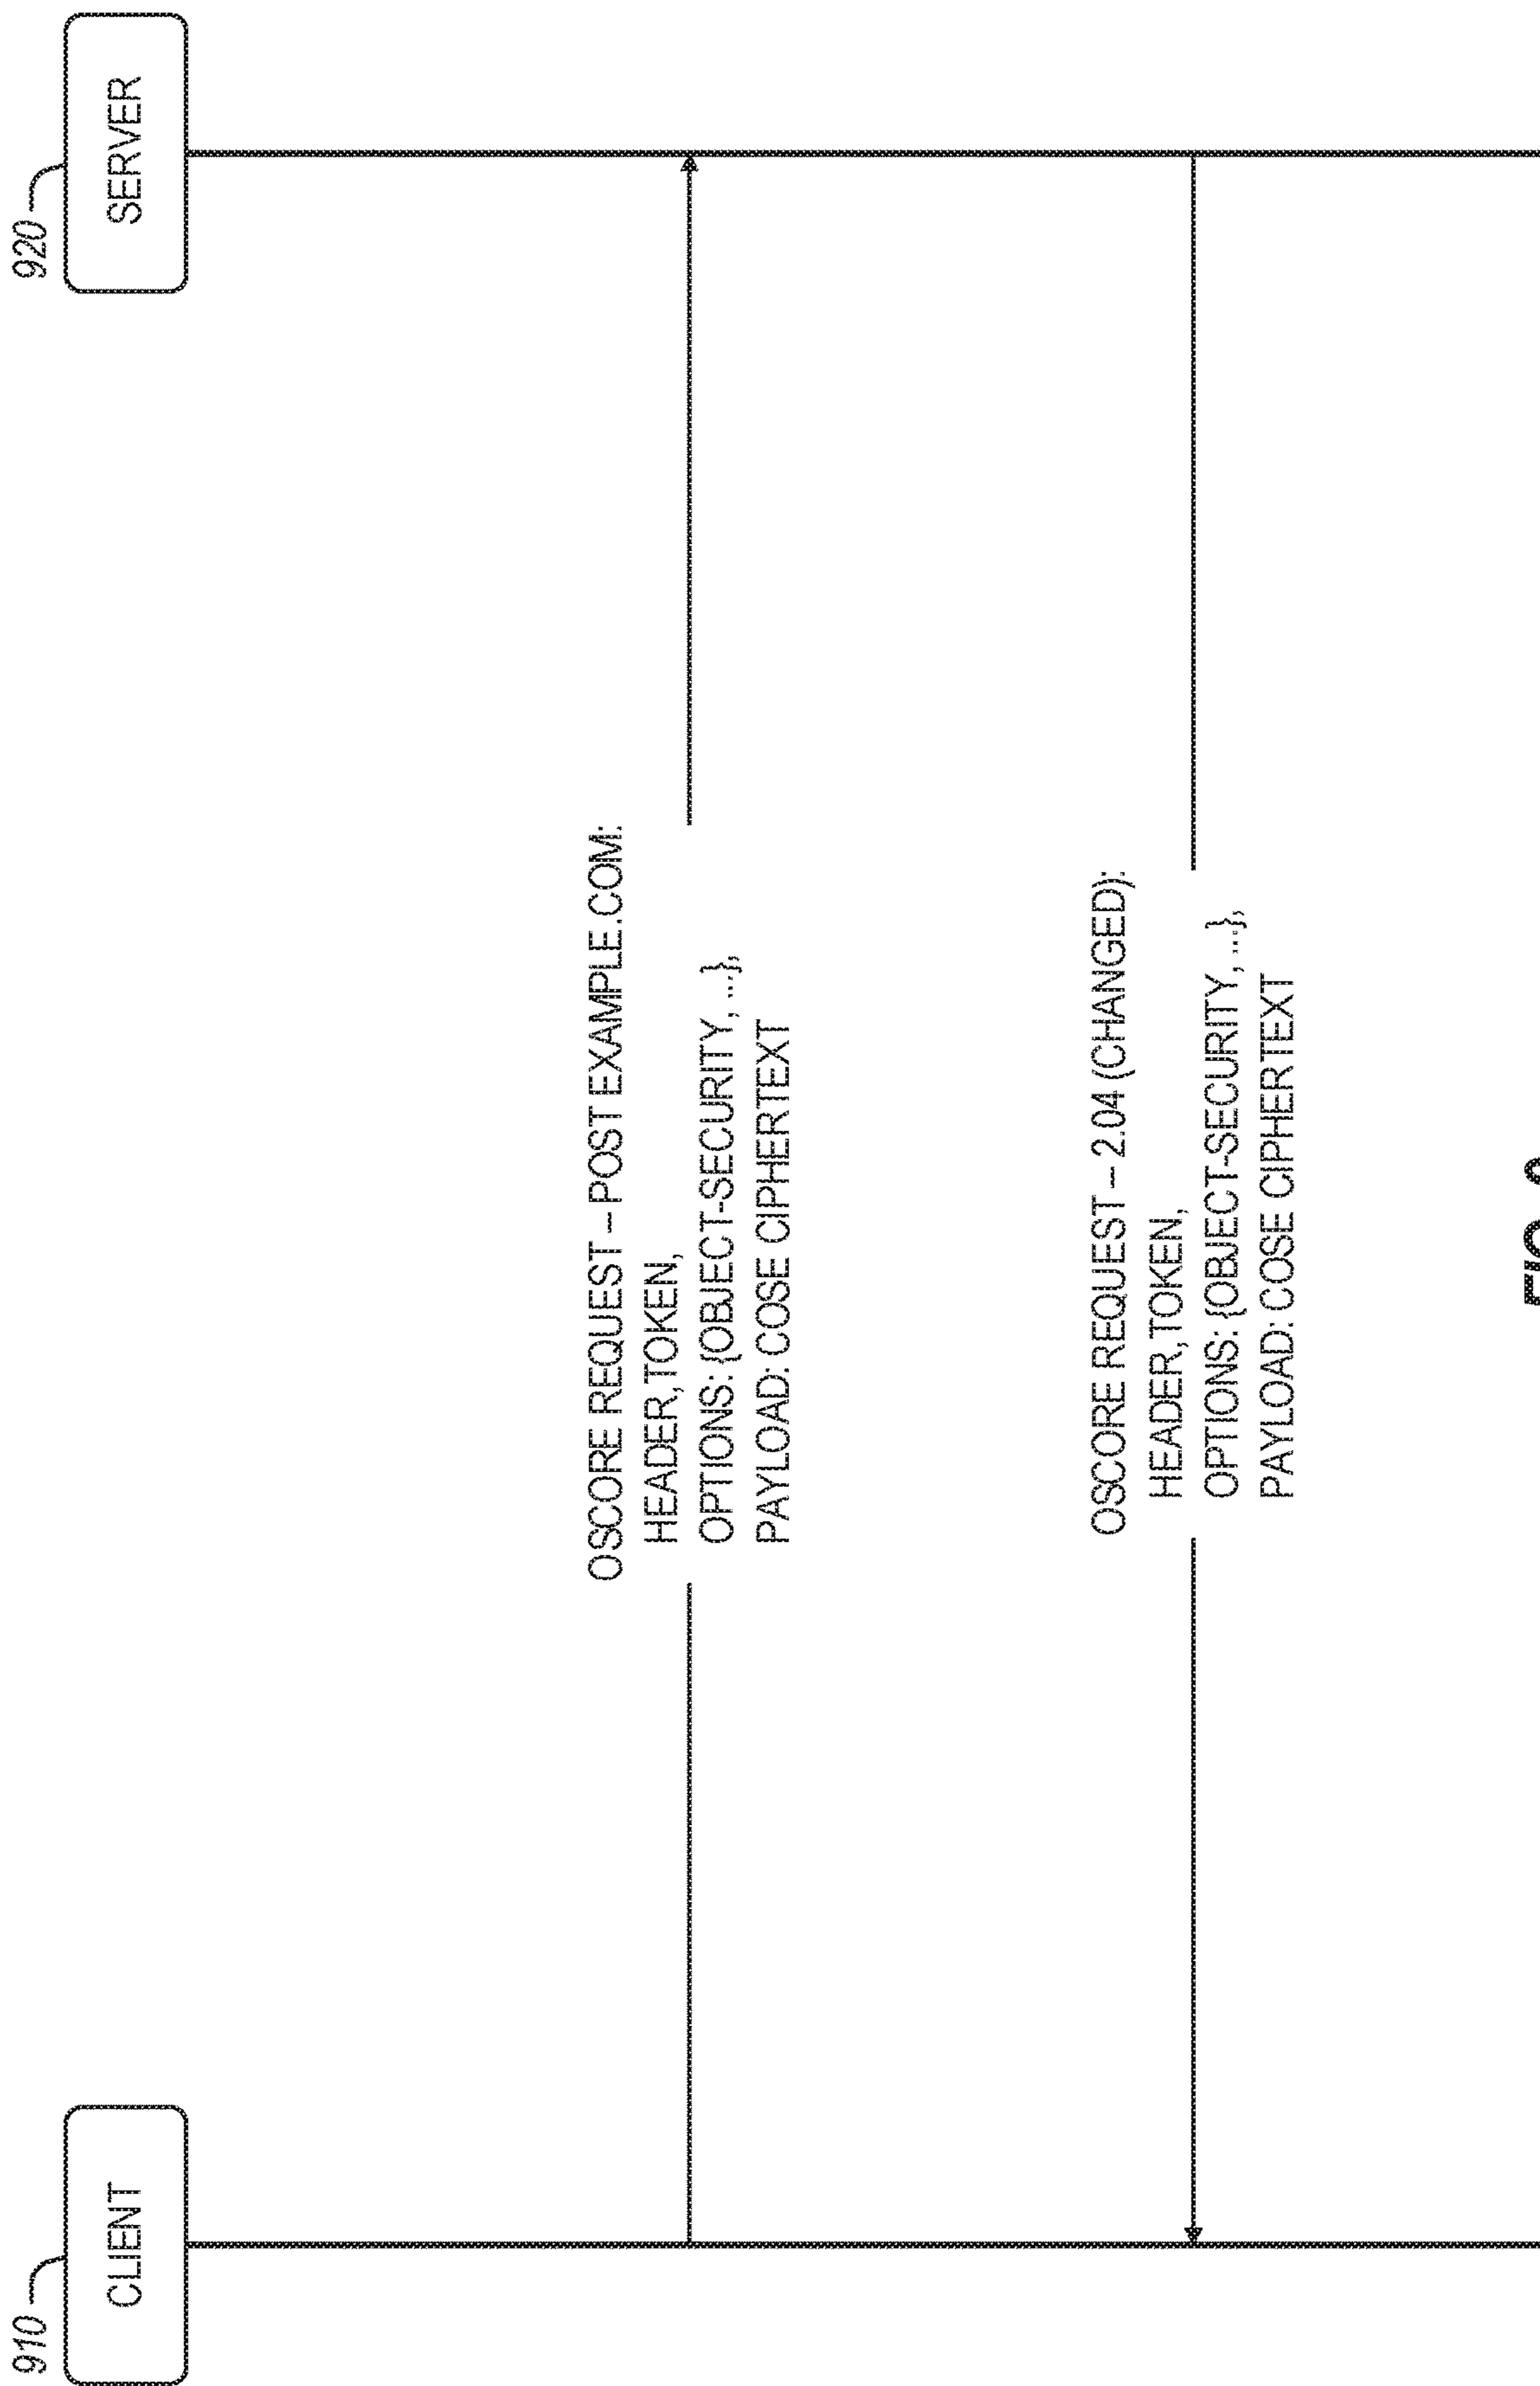 910
CLIENT
920
SERVER
OSCORE REQUEST – POST EXAMPLE.COM:
HEADER,TOKEN,
OPTIONS: {OBJECT-SECURITY, ...},
PAYLOAD: COSE CIPHERTEXT
OSCORE REQUEST – 2.04 (CHANGED):
HEADER,TOKEN,
OPTIONS: {OBJECT-SECURITY, ...},
PAYLOAD: COSE CIPHERTEXT
FIG.